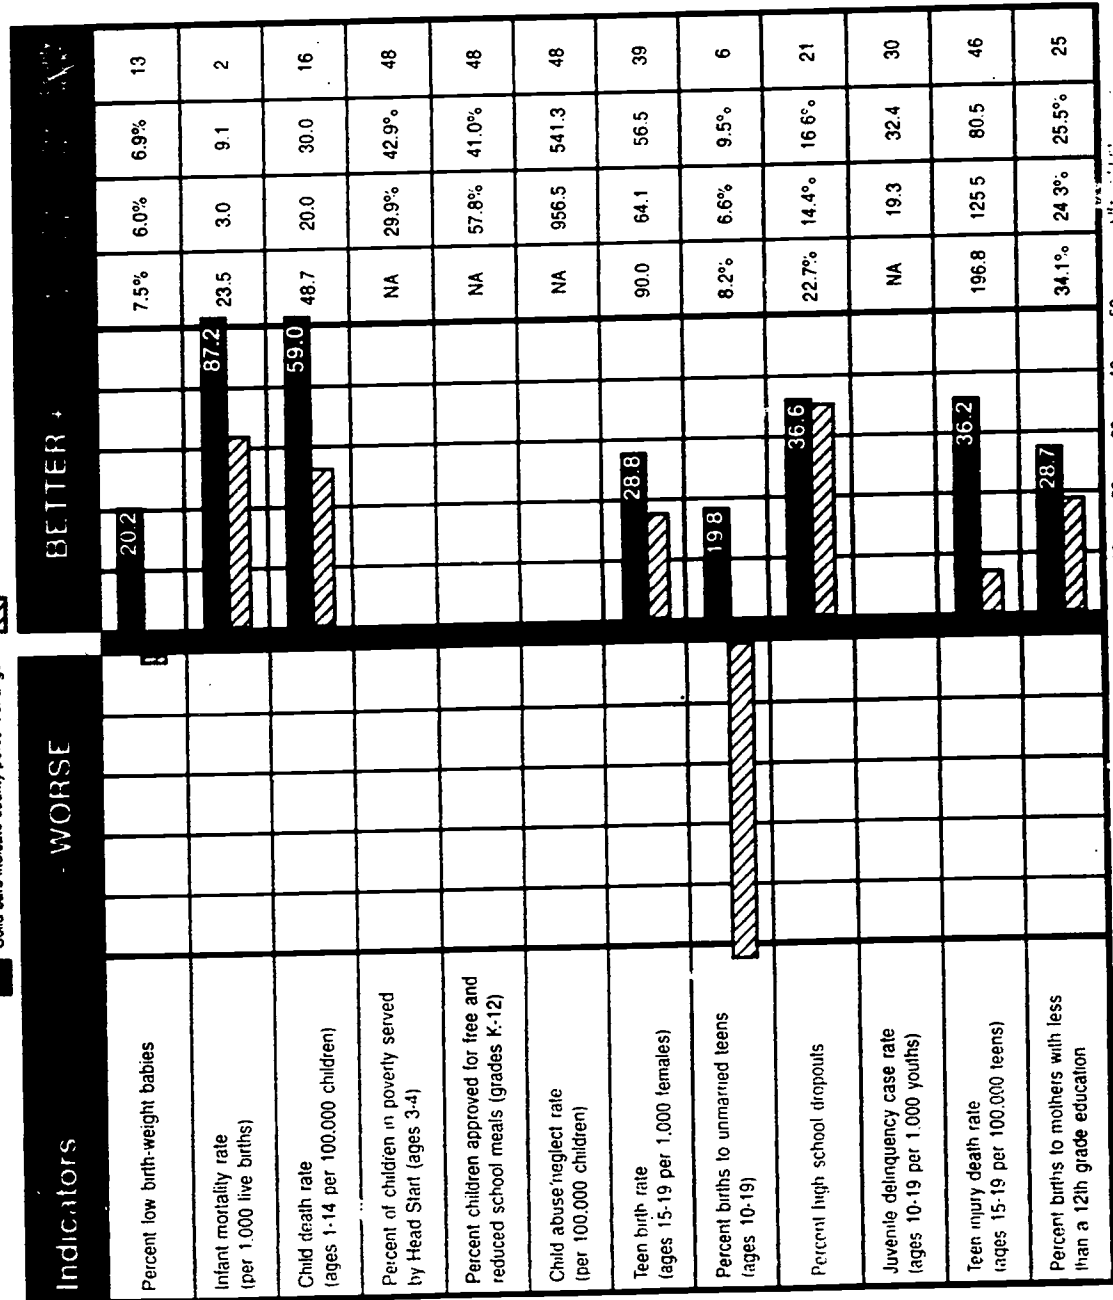 Indicators
- WORSE
BETTER +
Percent low birth-weight babies
20.2
7.5%
6.0%
6.9%
13
Infant mortality rate
(per 1.000 live births)
87.2
23.5
3.0
9.1
2
Child death rate
(ages 1-14 per 100.000 children)
59.0
48.7
20.0
30.0
16
Percent of children in poverty served
by Head Start (ages 3-4)
NA
29.9%
42.9%
48
Percent children approved for free and
reduced school meals (grades K-12)
NA
57.8%
41.0%
48
Child abuse/neglect rate
(per 100.000 children)
NA
956.5
541.3
48
Teen birth rate
(ages 15-19 per 1,000 females)
28.8
90.0
64.1
56.5
39
Percent births to unmarried teens
(ages 10-19)
19 8
8.2%
6.6%
9.5%
6
Percent high school dropouts
36.6
22.7%
14.4%
16 6%
21
Juvenile delinquency case rate
(ages 10-19 per 1.000 youths)
NA
19.3
32.4
30
Teen injury death rate
(ages 15-19 per 100.000 teens)
36.2
196.8
125 5
80.5
46
Percent births to mothers with less
than a 12th grade education
28.7
34.1%
24 3%
25.5%
25